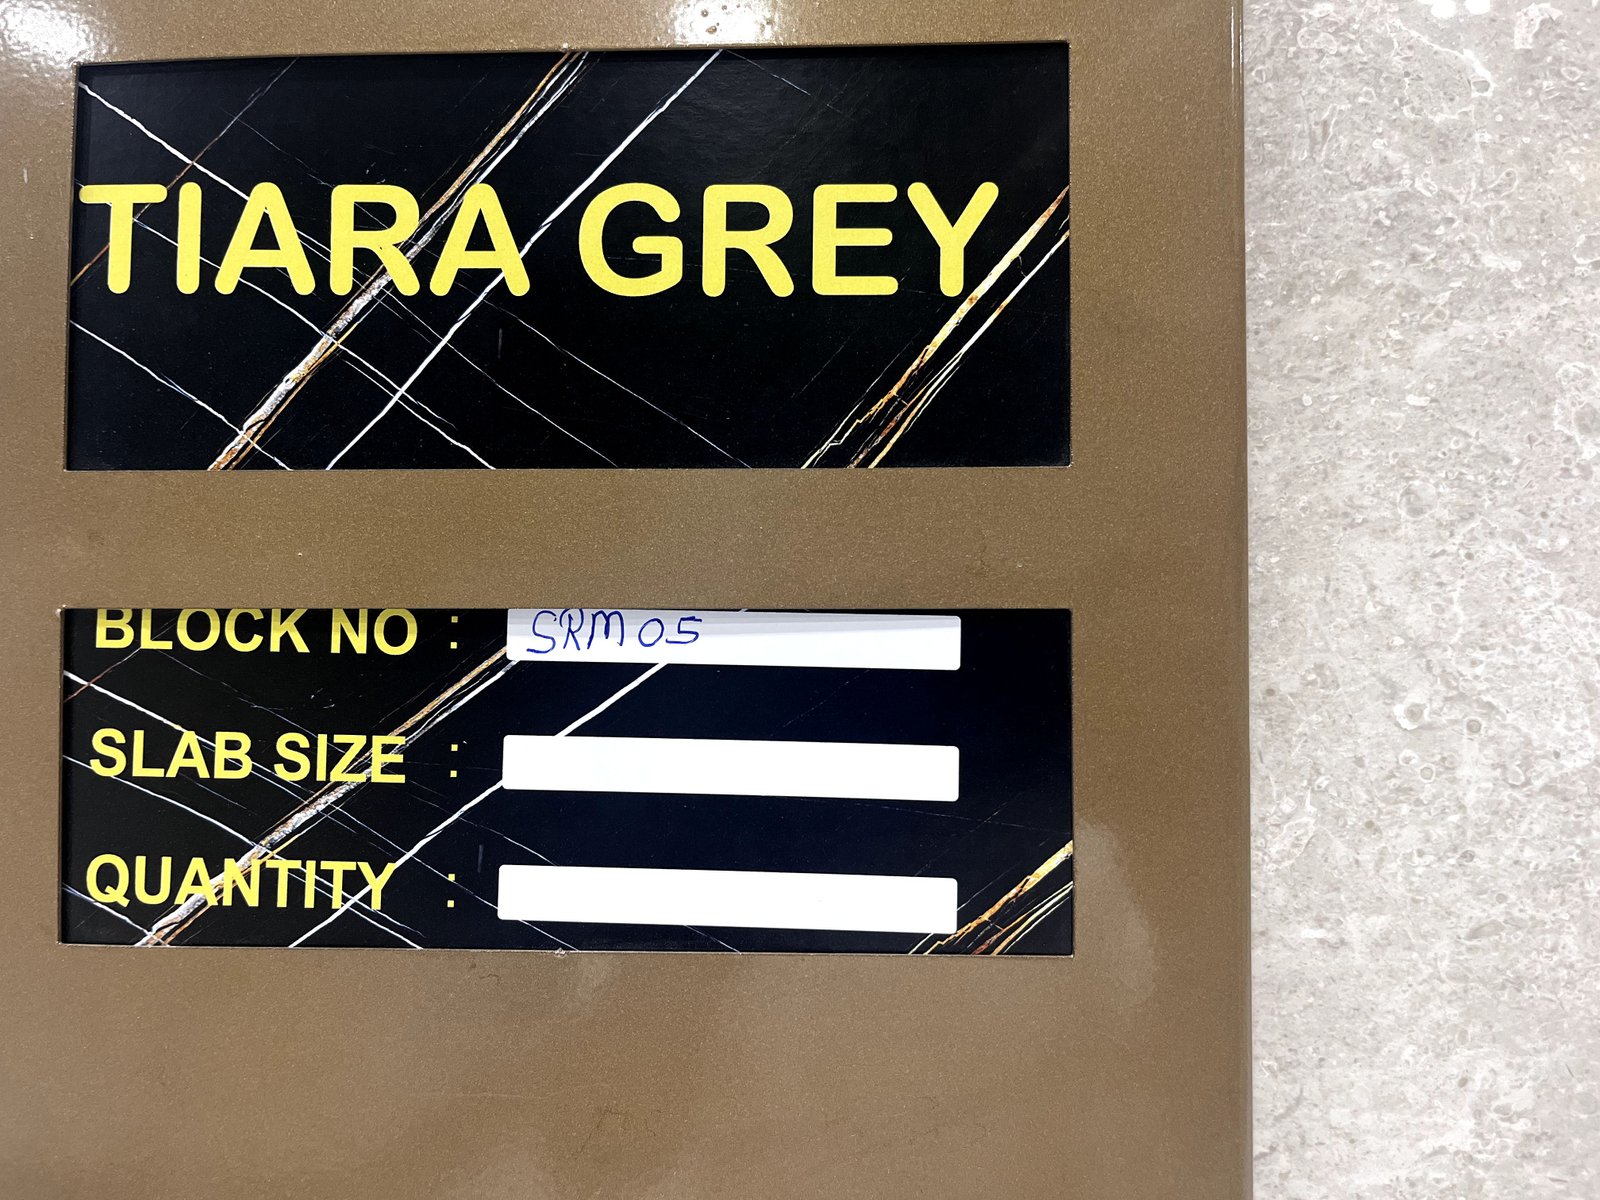 TIARA GREY
BLOCK NO : SRM 05
SLAB SIZE :
QUANTITY :